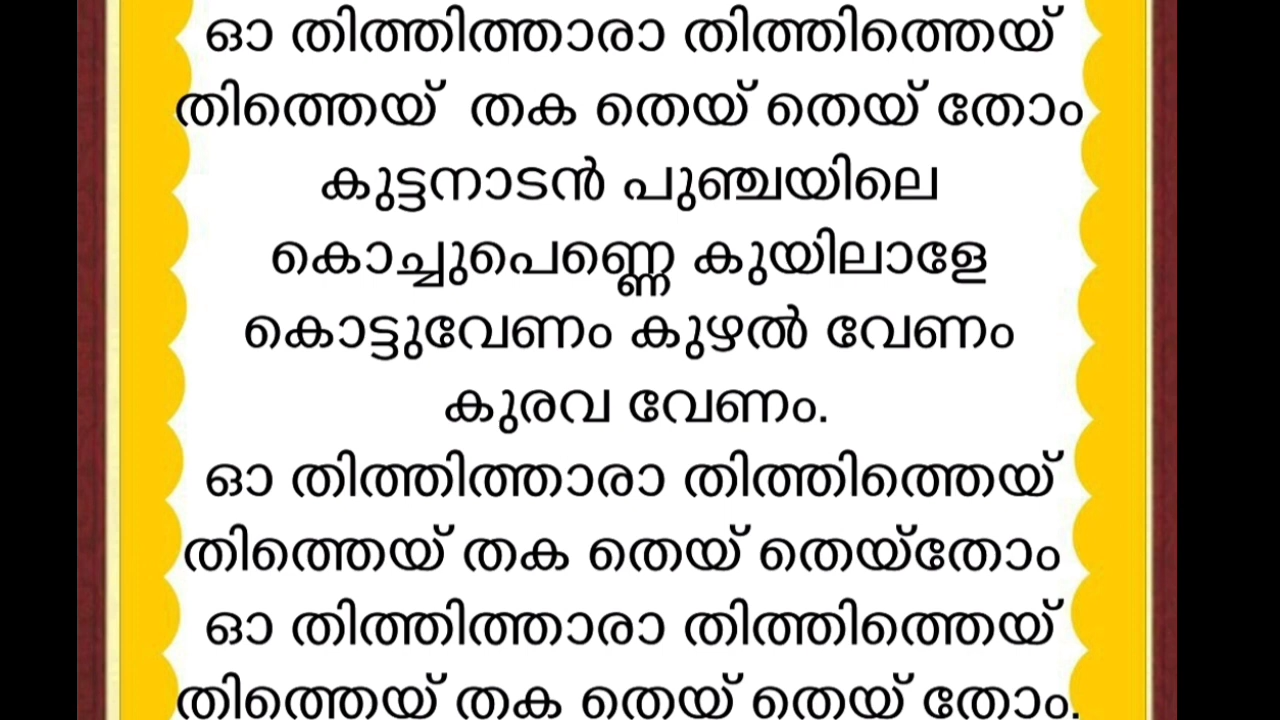 ഓ തിത്തിത്താരാ തിത്തിത്തെയ്
തിത്തെയ് തക തെയ് തെയ് തോം
കുട്ടനാടൻ പുഞ്ചയിലെ
കൊച്ചുപെണ്ണെ കുയിലാളേ
കൊട്ടുവേണം കുഴൽ വേണം
കുരവ വേണം.
ഓ തിത്തിത്താരാ തിത്തിത്തെയ്
തിത്തെയ് തക തെയ് തെയ്തോം
ഓ തിത്തിത്താരാ തിത്തിത്തെയ്
തിത്തെയ് തക തെയ് തെയ് തോം.